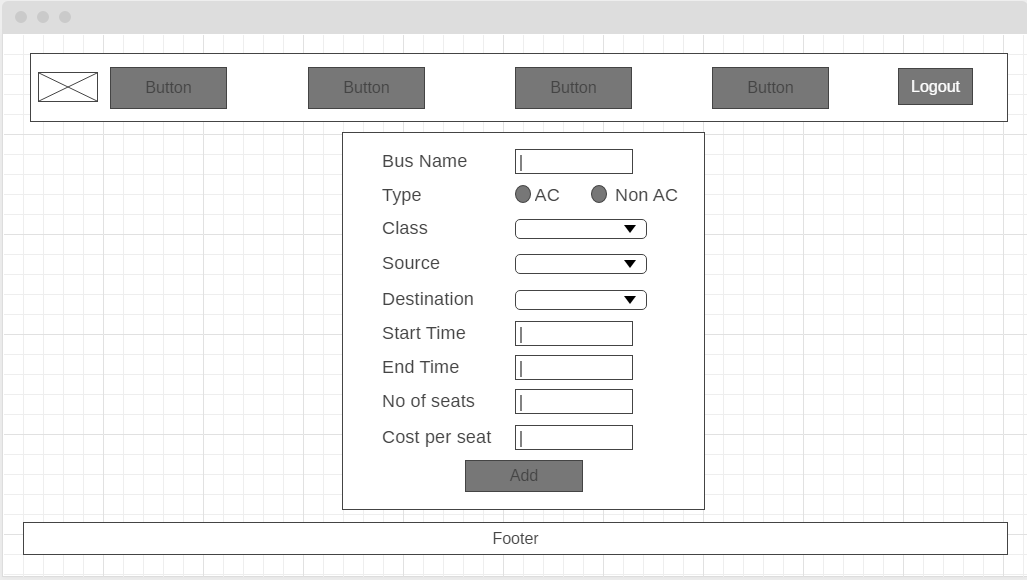 Button Button Button Button Logout
Bus Name
Type AC Non AC
Class
Source
Destination
Start Time
End Time
No of seats
Cost per seat
Add
Footer